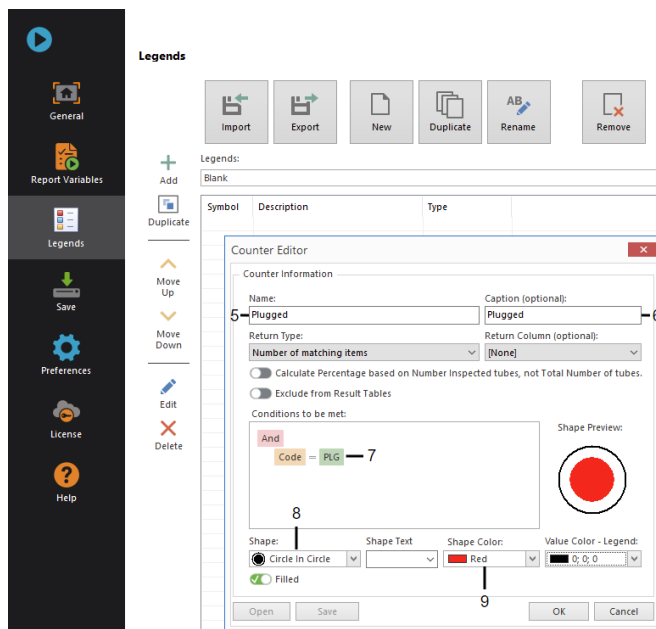 Legends
General
Report Variables
Legends
Save
Preferences
License
Help
Import
Export
New
Duplicate
Rename
Remove
Legends:
Blank
Add
Duplicate
Move
Up
Move
Down
Edit
Delete
Symbol Description Type
Counter Editor
Counter Information
Name: Caption (optional):
5 Plugged Plugged 6
Return Type: Return Column (optional):
Number of matching items [None]
Calculate Percentage based on Number Inspected tubes, not Total Number of tubes.
Exclude from Result Tables
Conditions to be met:
Shape Preview:
And
Code = PLG 7
8
Shape: Shape Text Shape Color: Value Color - Legend:
Circle In Circle Red 0; 0; 0
Filled
9
Open Save OK Cancel